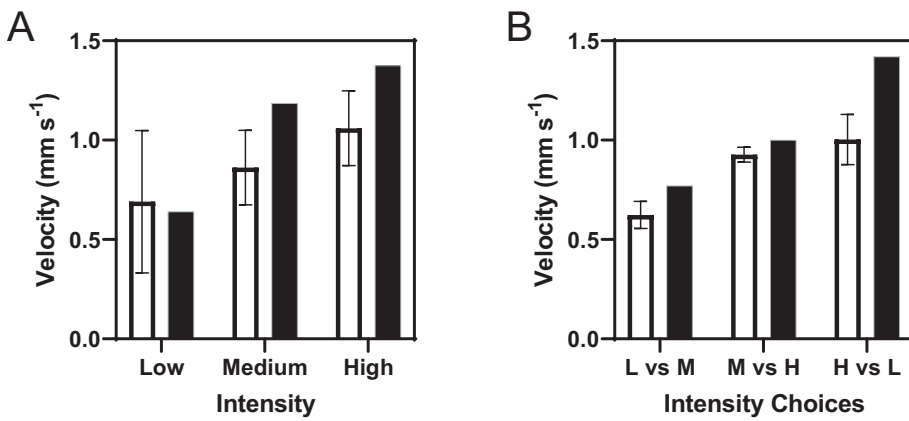 A
1.5
1.0
0.5
0.0
Velocity (mm s-1)
Low Medium High
Intensity
B
1.5
1.0
0.5
0.0
Velocity (mm s-1)
L vs M M vs H H vs L
Intensity Choices